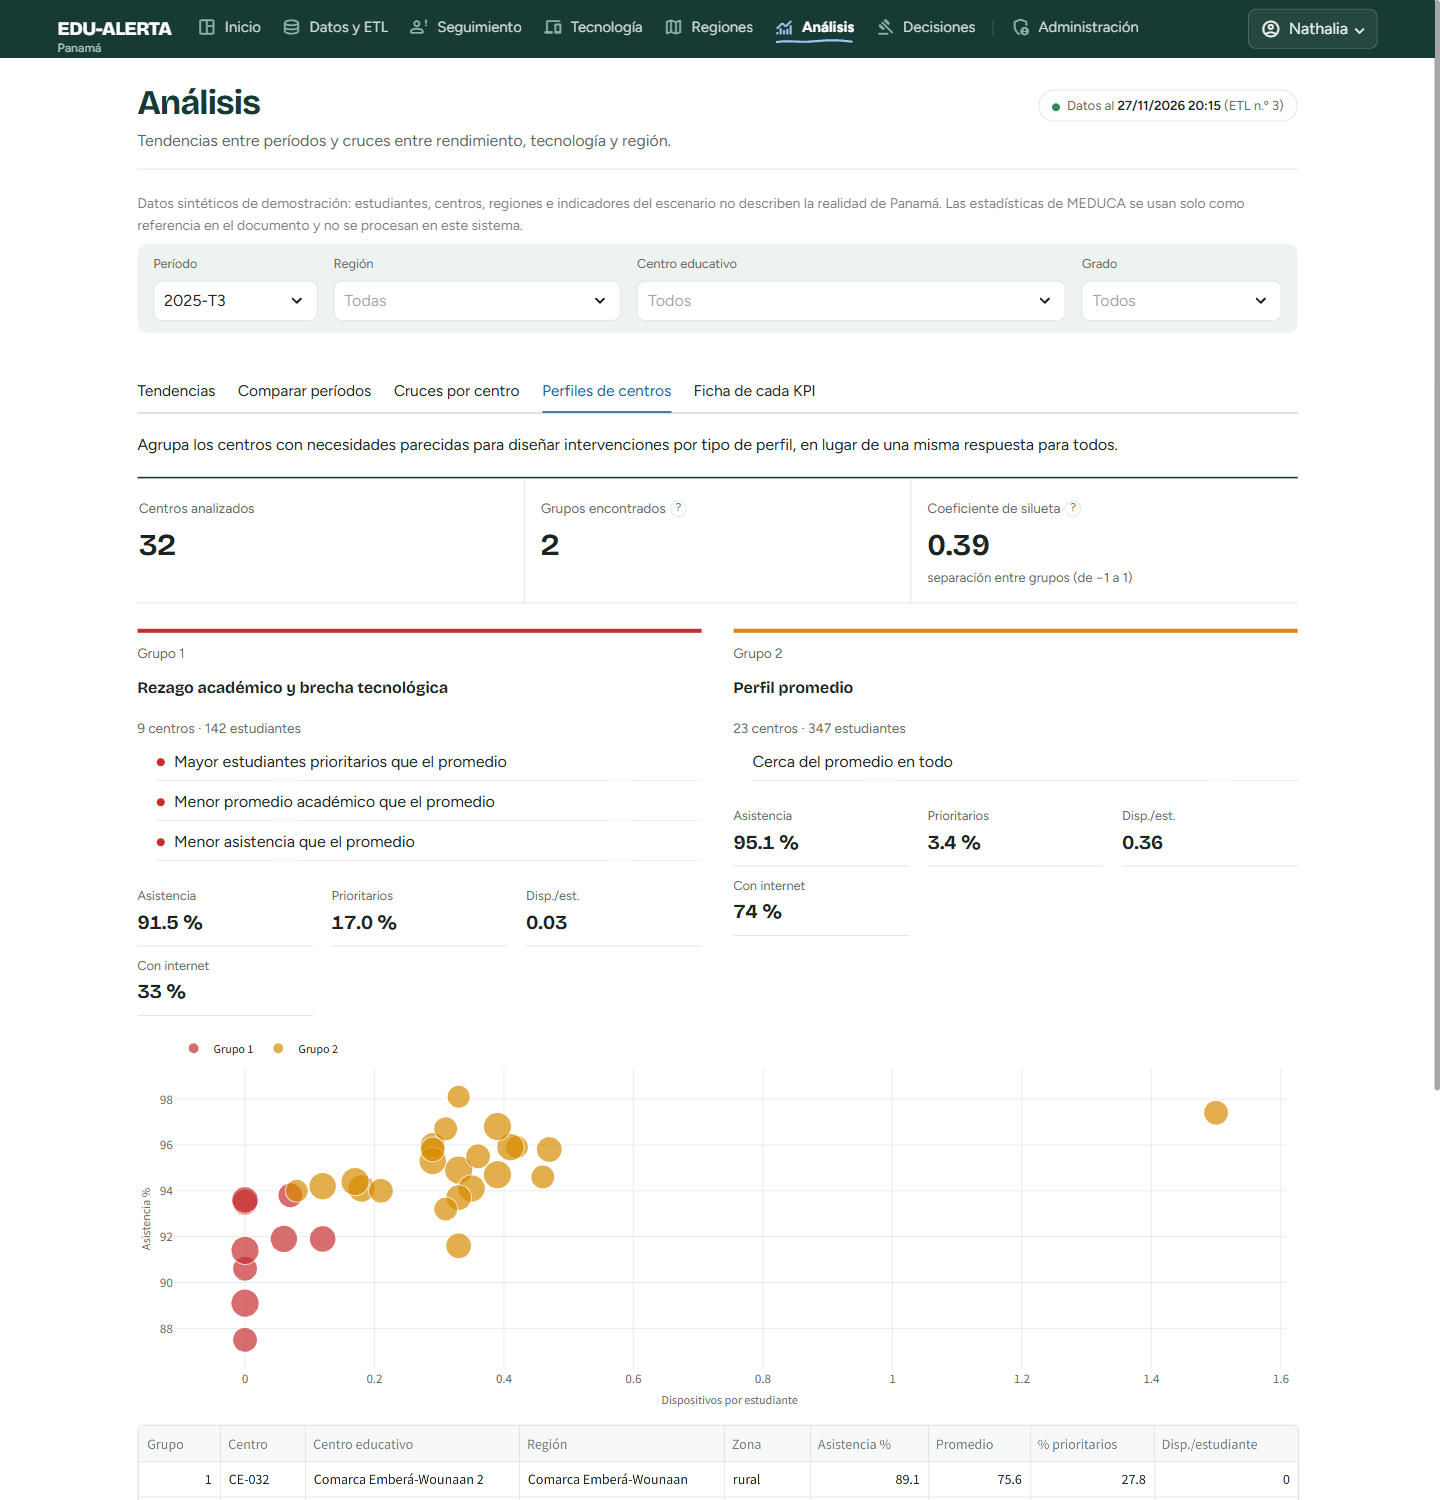 EDU-ALERTA
Panamá
Inicio
Datos y ETL
Seguimiento
Tecnología
Regiones
Análisis
Decisiones
Administración
Nathalia
Análisis
Datos al 27/11/2026 20:15 (ETL n.º 3)
Tendencias entre períodos y cruces entre rendimiento, tecnología y región.
Datos sintéticos de demostración: estudiantes, centros, regiones e indicadores del escenario no describen la realidad de Panamá. Las estadísticas de MEDUCA se usan solo como
referencia en el documento y no se procesan en este sistema.
Período
Región
Centro educativo
Grado
2025-T3
Todas
Todos
Todos
Tendencias
Comparar períodos
Cruces por centro
Perfiles de centros
Ficha de cada KPI
Agrupa los centros con necesidades parecidas para diseñar intervenciones por tipo de perfil, en lugar de una misma respuesta para todos.
Centros analizados
32
Grupos encontrados ?
2
Coeficiente de silueta ?
0.39
separación entre grupos (de −1 a 1)
Grupo 1
Rezago académico y brecha tecnológica
9 centros · 142 estudiantes
Mayor estudiantes prioritarios que el promedio
Menor promedio académico que el promedio
Menor asistencia que el promedio
Asistencia
91.5 %
Prioritarios
17.0 %
Disp./est.
0.03
Con internet
33 %
Grupo 2
Perfil promedio
23 centros · 347 estudiantes
Cerca del promedio en todo
Asistencia
95.1 %
Prioritarios
3.4 %
Disp./est.
0.36
Con internet
74 %
Grupo 1
Grupo 2
98
96
94
92
90
88
Asistencia %
0
0.2
0.4
0.6
0.8
1
1.2
1.4
1.6
Dispositivos por estudiante
Grupo
Centro
Centro educativo
Región
Zona
Asistencia %
Promedio
% prioritarios
Disp./estudiante
1
CE-032
Comarca Emberá-Wounaan 2
Comarca Emberá-Wounaan
rural
89.1
75.6
27.8
0